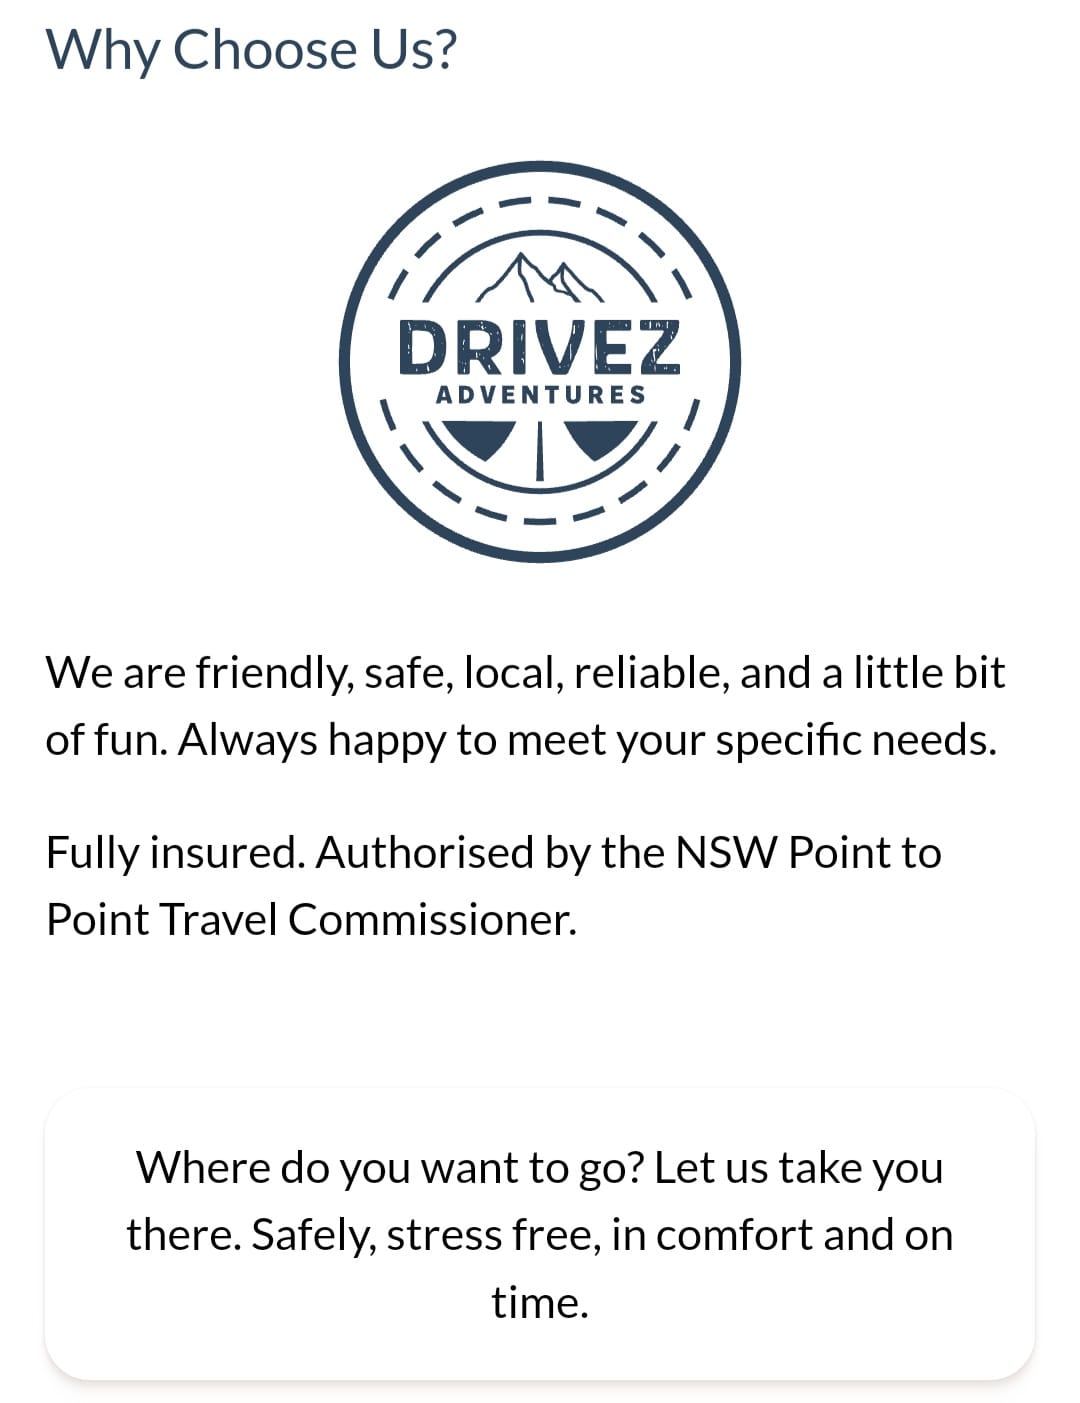 Why Choose Us?
DRIVEZ
ADVENTURES
We are friendly, safe, local, reliable, and a little bit
of fun. Always happy to meet your specific needs.
Fully insured. Authorised by the NSW Point to
Point Travel Commissioner.
Where do you want to go? Let us take you
there. Safely, stress free, in comfort and on
time.